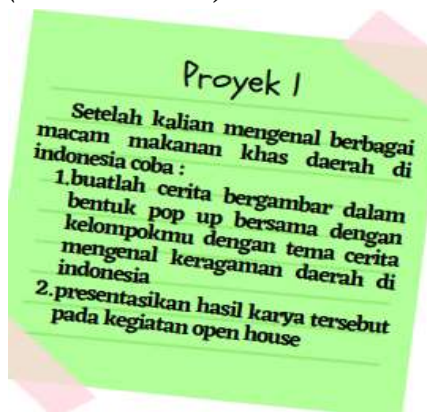 Proyek 1
Setelah kalian mengenal berbagai
macam makanan khas daerah di
indonesia coba :
1.buatlah cerita bergambar dalam
bentuk pop up bersama dengan
kelompokmu dengan tema cerita
mengenal keragaman daerah di
indonesia
2.presentasikan hasil karya tersebut
pada kegiatan open house